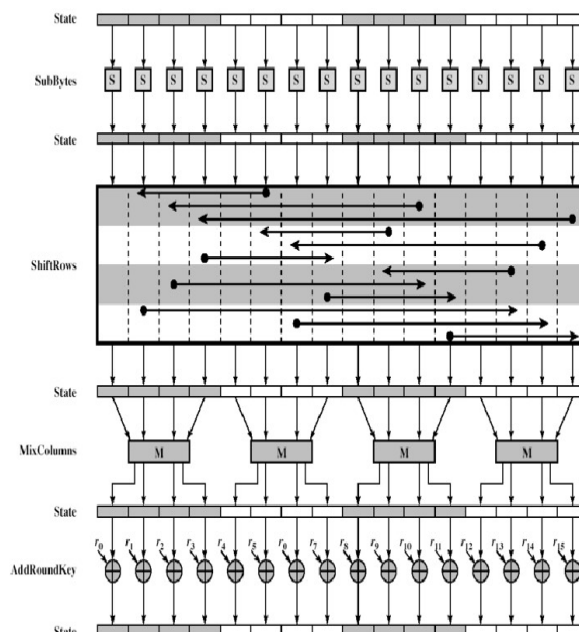 State
SubBytes S S S S S S S S S S S S S S S S
State
ShiftRows
State
MixColumns M M M M
State
r0 r1 r2 r3 r4 r5 r6 r7 r8 r9 r10 r11 r12 r13 r14 r15
AddRoundKey
State